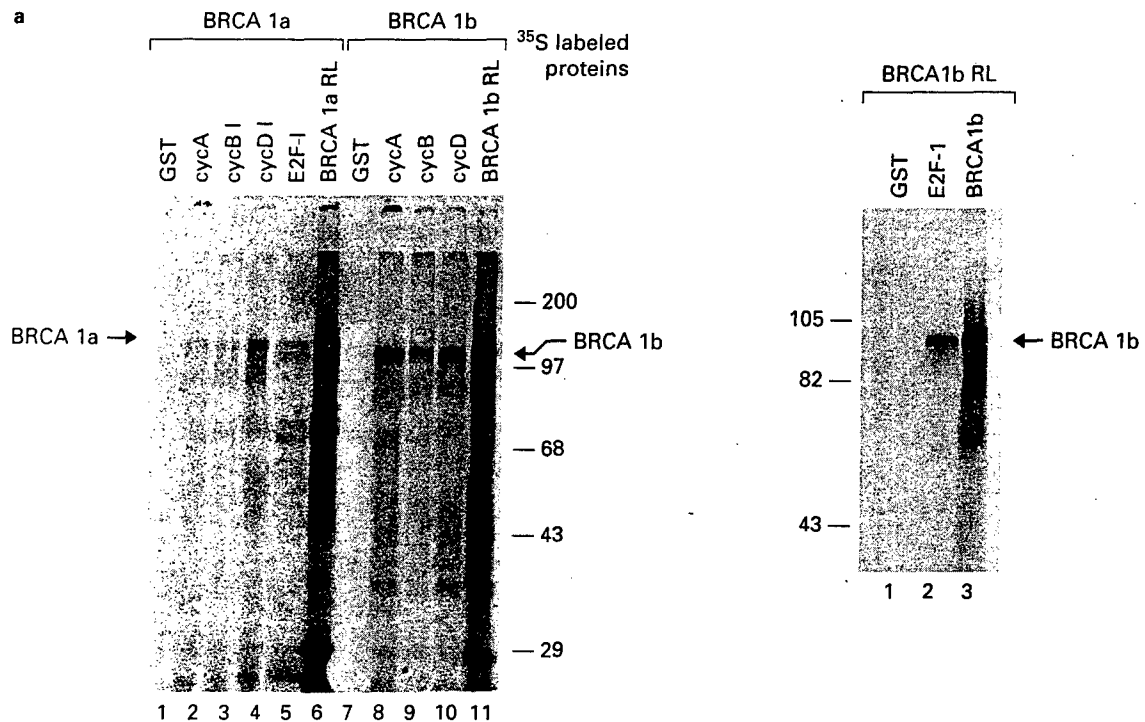 a
BRCA 1a
BRCA 1b
35S labeled
proteins
GST
cycA
cycB I
cycD I
E2F-I
BRCA 1a RL
GST
cycA
cycB
cycD
BRCA 1b RL
BRCA 1a
200
BRCA 1b
97
68
43
29
1 2 3 4 5 6 7 8 9 10 11
BRCA1b RL
GST
E2F-1
BRCA1b
105
BRCA 1b
82
43
1 2 3